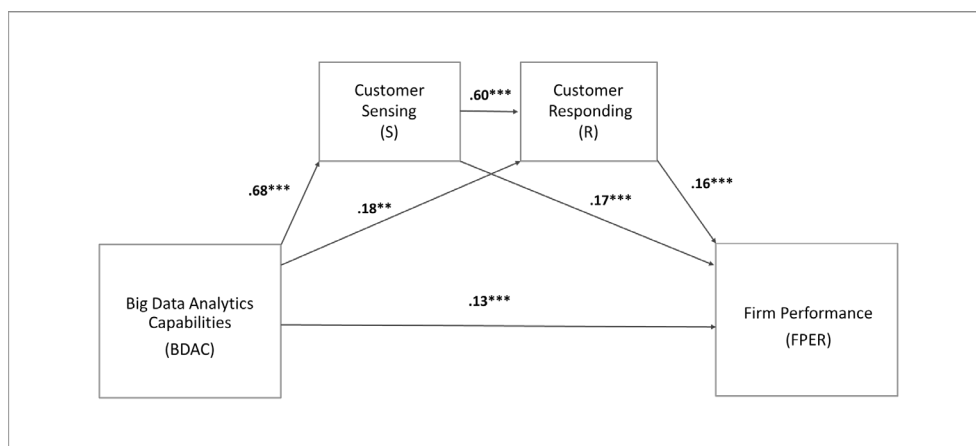 Customer
Sensing
(S)
.60***
Customer
Responding
(R)
.68***
.18**
.17***
.16***
Big Data Analytics
Capabilities
(BDAC)
.13***
Firm Performance
(FPER)